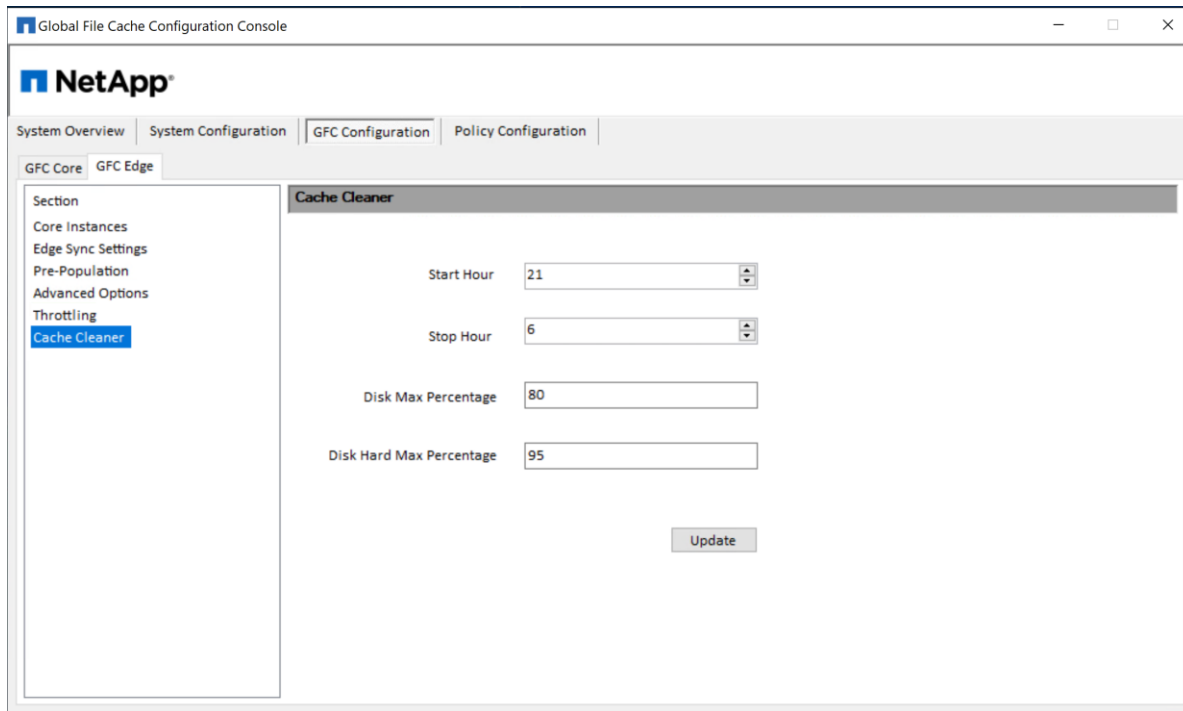 Global File Cache Configuration Console
NetApp®
System Overview System Configuration GFC Configuration Policy Configuration
GFC Core GFC Edge
Section
Core Instances
Edge Sync Settings
Pre-Population
Advanced Options
Throttling
Cache Cleaner
Cache Cleaner
Start Hour 21
Stop Hour 6
Disk Max Percentage 80
Disk Hard Max Percentage 95
Update